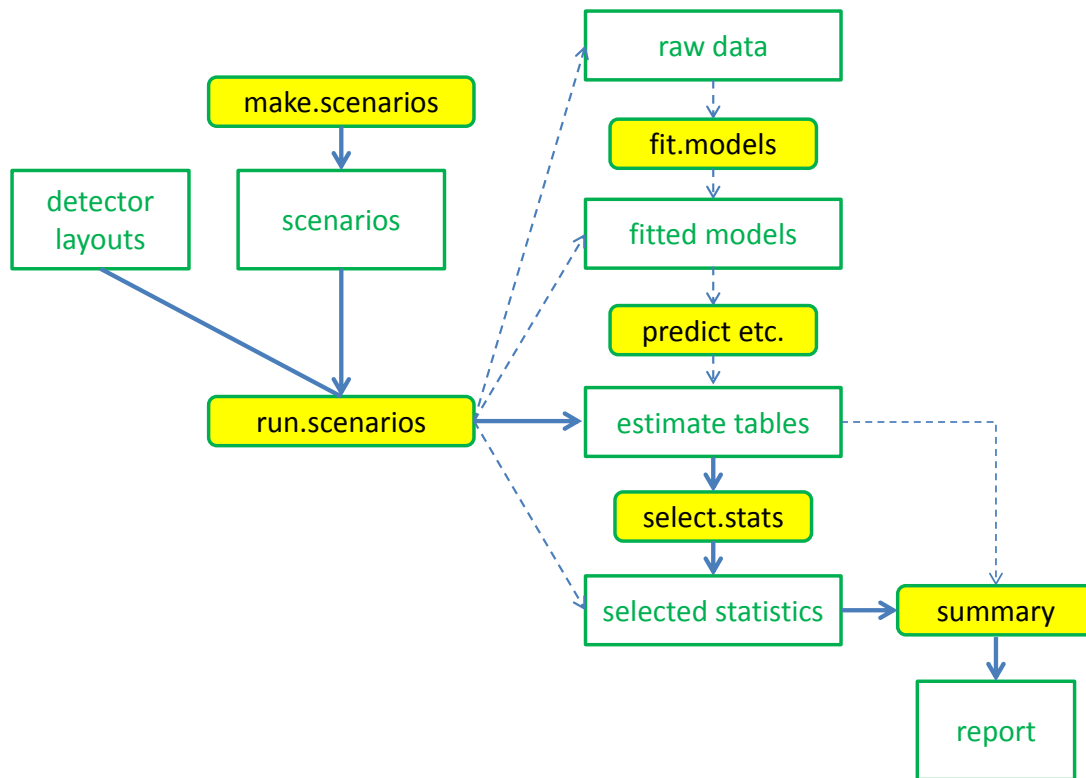 make.scenarios
detector
layouts
scenarios
run.scenarios
raw data
fit.models
fitted models
predict etc.
estimate tables
select.stats
selected statistics
summary
report